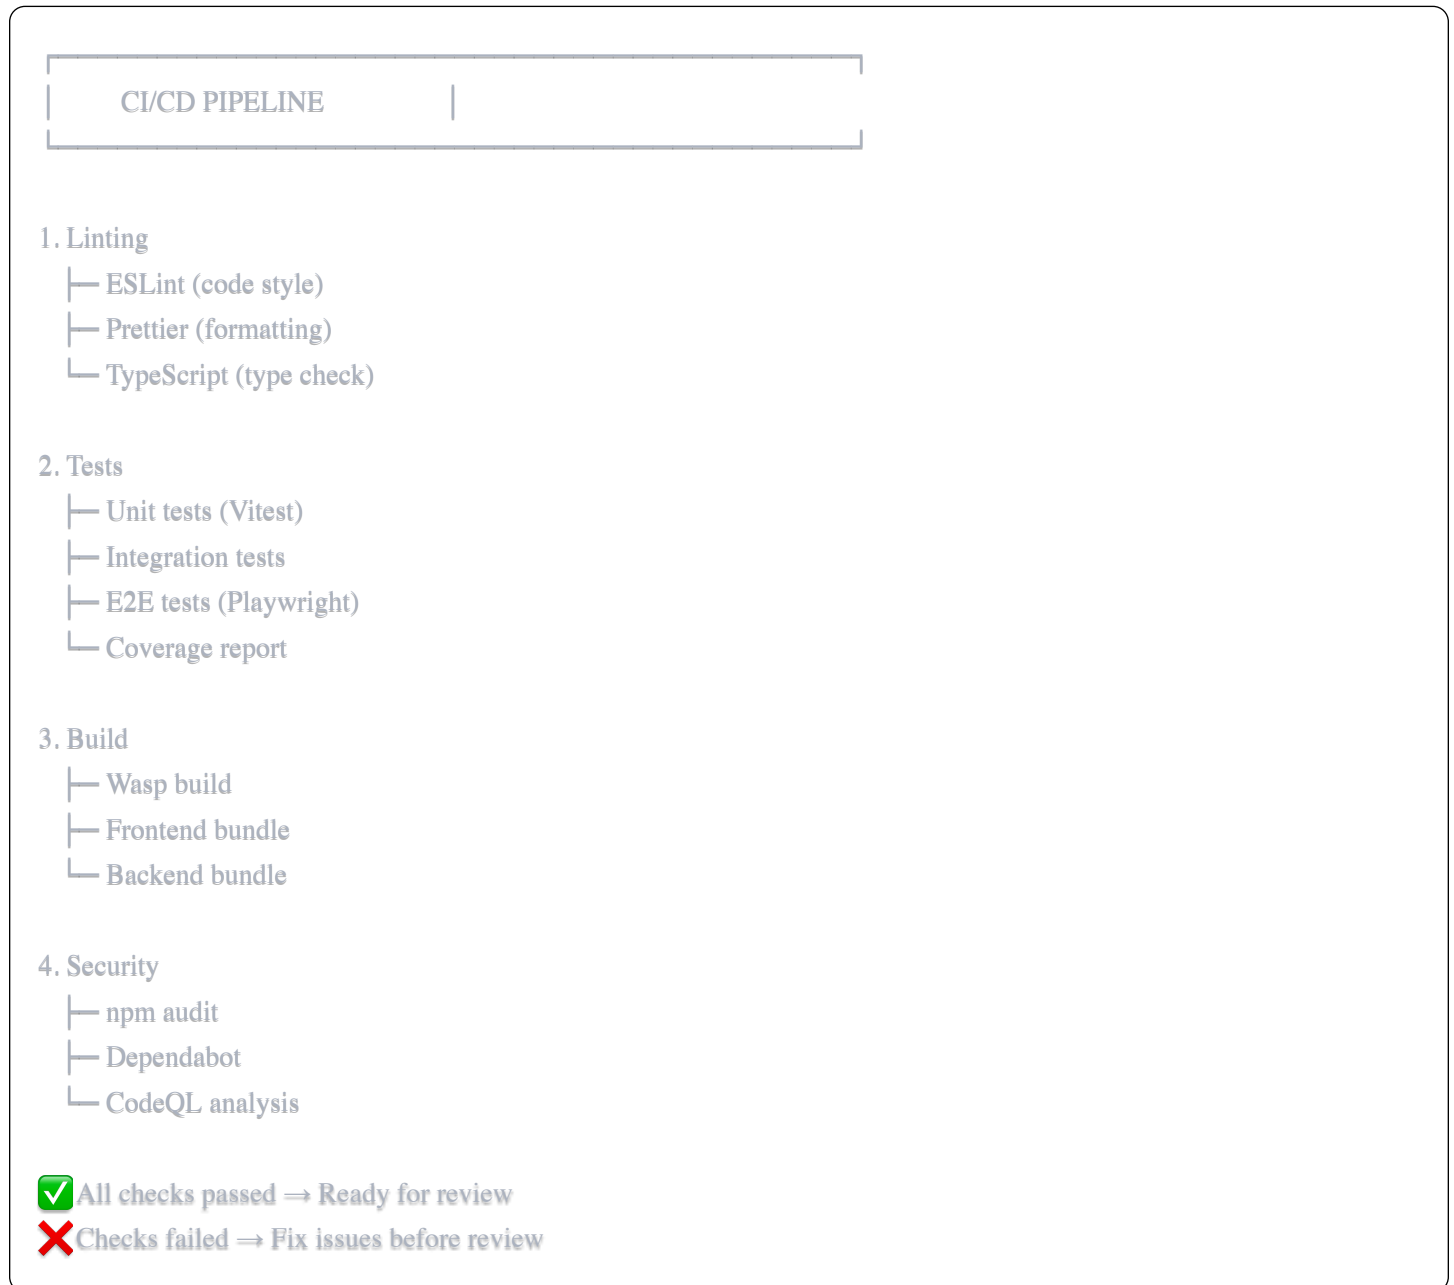 ┌─────────────────────────────────────────┐
│ CI/CD PIPELINE │
└─────────────────────────────────────────┘
1. Linting
├── ESLint (code style)
├── Prettier (formatting)
└── TypeScript (type check)
2. Tests
├── Unit tests (Vitest)
├── Integration tests
├── E2E tests (Playwright)
└── Coverage report
3. Build
├── Wasp build
├── Frontend bundle
└── Backend bundle
4. Security
├── npm audit
├── Dependabot
└── CodeQL analysis
✅ All checks passed → Ready for review
❌ Checks failed → Fix issues before review